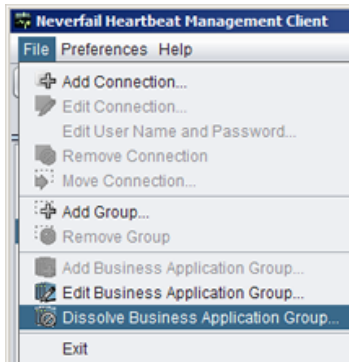 Neverfail Heartbeat Management Client
File Preferences Help
Add Connection...
Edit Connection...
Edit User Name and Password...
Remove Connection
Move Connection...
Add Group...
Remove Group
Add Business Application Group...
Edit Business Application Group...
Dissolve Business Application Group...
Exit